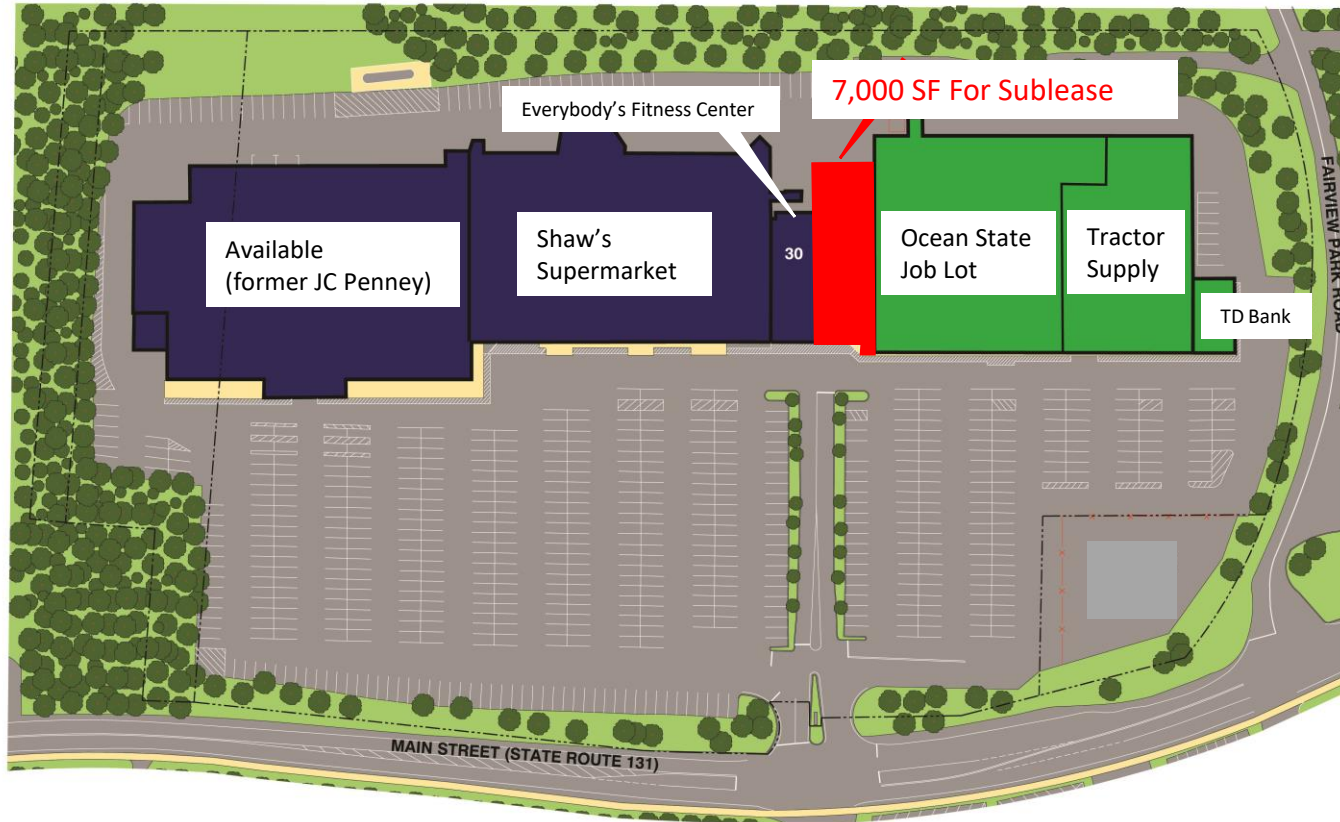 7,000 SF For Sublease
Everybody's Fitness Center
Available
(former JC Penney)
Shaw's
Supermarket
30
Ocean State
Job Lot
Tractor
Supply
TD Bank
FAIRVIEW PARK ROAD
MAIN STREET (STATE ROUTE 131)